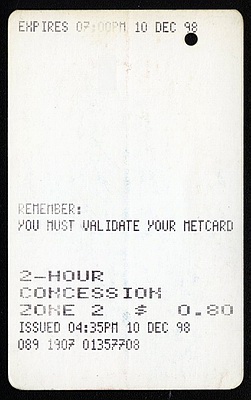 EXPIRES 07:00PM 10 DEC 98
REMEMBER:
YOU MUST VALIDATE YOUR METCARD
2-HOUR
CONCESSION
ZONE 2 $ 0.80
ISSUED 04:35PM 10 DEC 98
089 1907 01357708